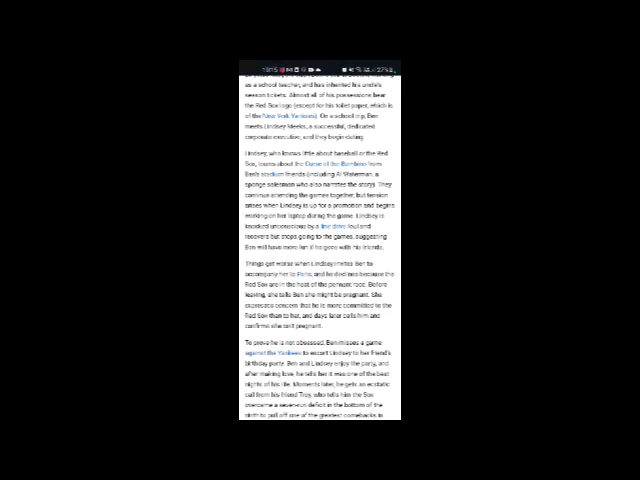 18:15
as a school teacher, and has inherited his uncle's
season tickets. Almost all of his possessions bear
the Red Sox logo (except for his toilet paper, which is
of the New York Yankees). On a school trip, Ben
meets Lindsey Meeks, a successful, dedicated
corporate executive, and they begin dating.
Lindsey, who knows little about baseball or the Red
Sox, learns about the Curse of the Bambino from
Ben's stadium friends (including Al Waterman, a
sponge salesman who also narrates the story). They
continue attending the games together, but tension
arises when Lindsey is up for a promotion and begins
working on her laptop during the game. Lindsey is
knocked unconscious by a line drive foul and
recovers but stops going to the games, suggesting
Ben will have more fun if he goes with his friends.
Things get worse when Lindsey invites Ben to
accompany her to Paris, and he declines because the
Red Sox are in the heat of the pennant race. Before
leaving, she tells Ben she might be pregnant. She
expresses concern that he is more committed to the
Red Sox than to her, and days later calls him and
confirms she isn't pregnant.
To prove he is not obsessed, Ben misses a game
against the Yankees to escort Lindsey to her friend's
birthday party. Ben and Lindsey enjoy the party, and
after making love, he tells her it was one of the best
nights of his life. Moments later, he gets an ecstatic
call from his friend Troy, who tells him the Sox
overcame a seven-run deficit in the bottom of the
ninth to pull off one of the greatest comebacks in